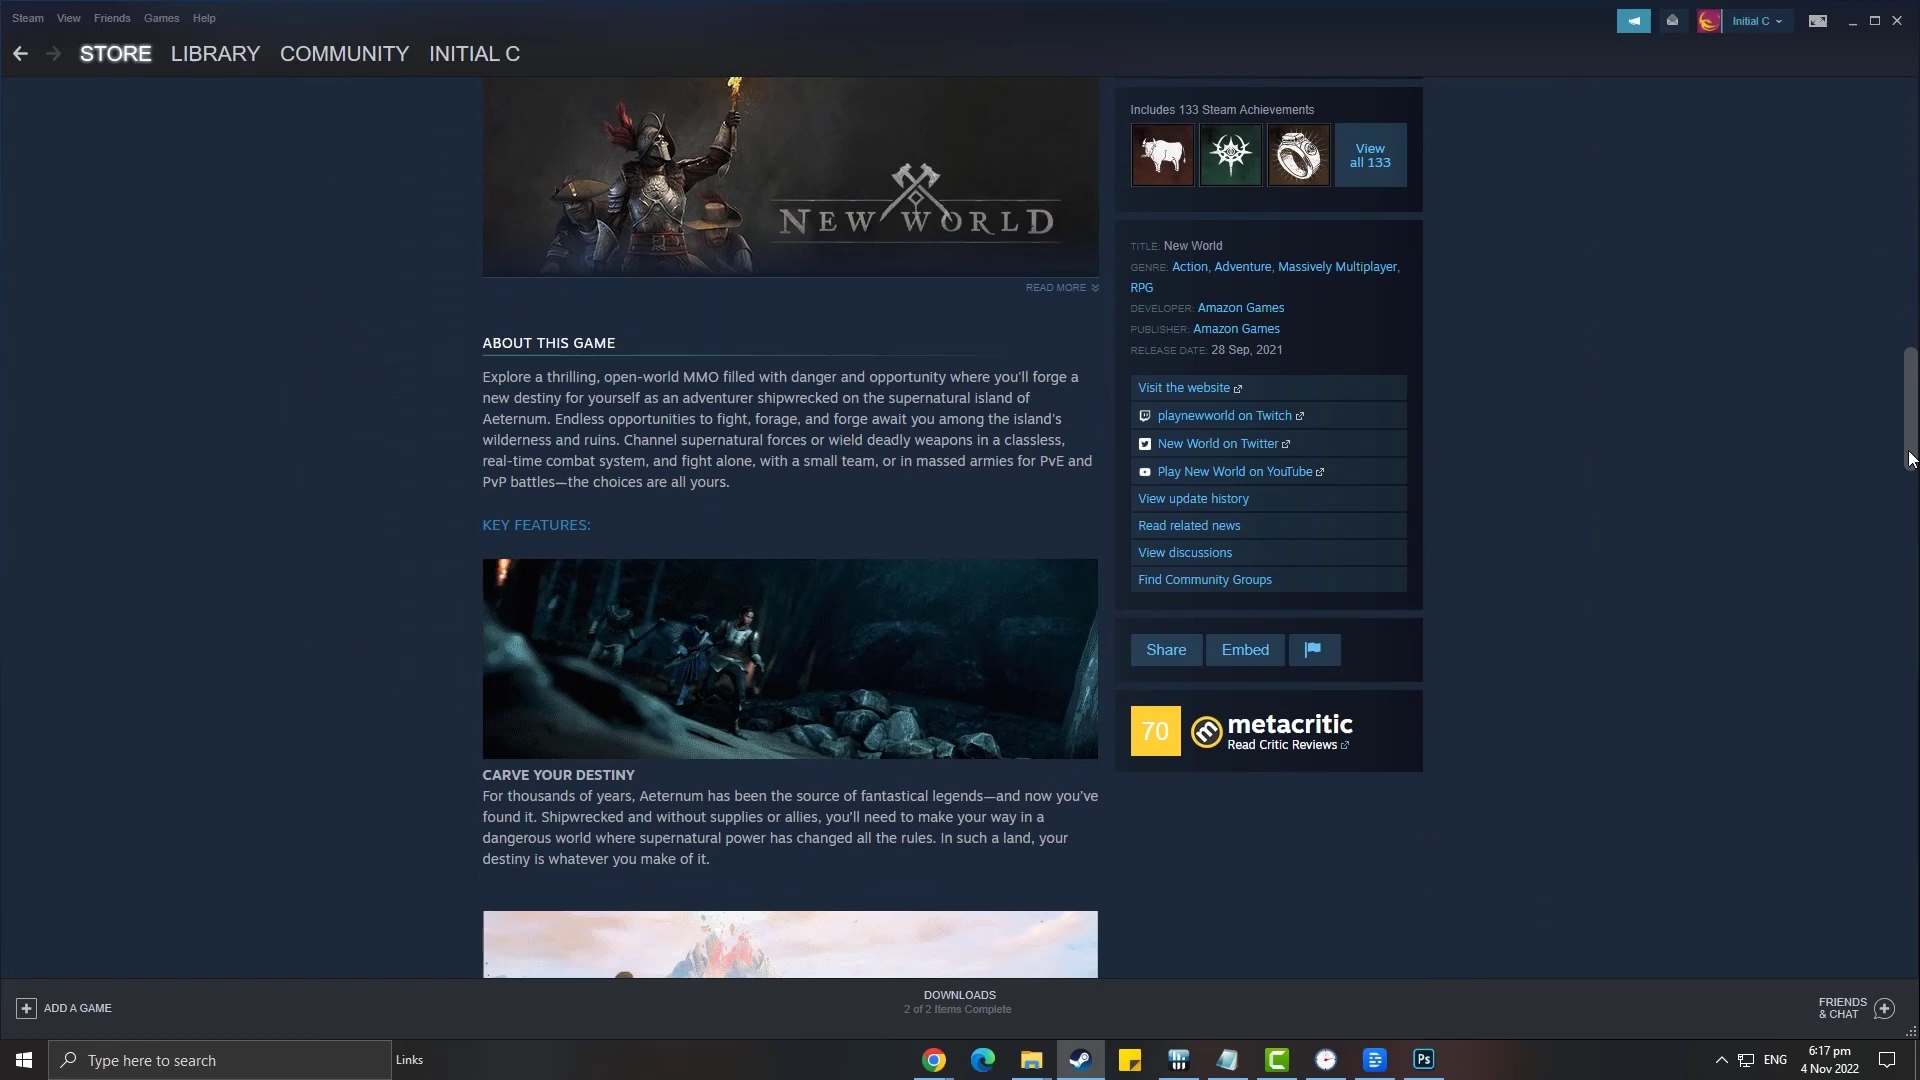 Steam View Friends Games Help
Initial C
STORE LIBRARY COMMUNITY INITIAL C
NEW WORLD
READ MORE
ABOUT THIS GAME
Explore a thrilling, open-world MMO filled with danger and opportunity where you'll forge a
new destiny for yourself as an adventurer shipwrecked on the supernatural island of
Aeternum. Endless opportunities to fight, forage, and forge await you among the island's
wilderness and ruins. Channel supernatural forces or wield deadly weapons in a classless,
real-time combat system, and fight alone, with a small team, or in massed armies for PvE and
PvP battles—the choices are all yours.
KEY FEATURES:
CARVE YOUR DESTINY
For thousands of years, Aeternum has been the source of fantastical legends—and now you've
found it. Shipwrecked and without supplies or allies, you'll need to make your way in a
dangerous world where supernatural power has changed all the rules. In such a land, your
destiny is whatever you make of it.
Includes 133 Steam Achievements
View
all 133
TITLE: New World
GENRE: Action, Adventure, Massively Multiplayer,
RPG
DEVELOPER: Amazon Games
PUBLISHER: Amazon Games
RELEASE DATE: 28 Sep, 2021
Visit the website
playnewworld on Twitch
New World on Twitter
Play New World on YouTube
View update history
Read related news
View discussions
Find Community Groups
Share Embed
70 metacritic
Read Critic Reviews
ADD A GAME
DOWNLOADS
2 of 2 Items Complete
FRIENDS
& CHAT
Type here to search
Links
Ps
ENG
6:17 pm
4 Nov 2022